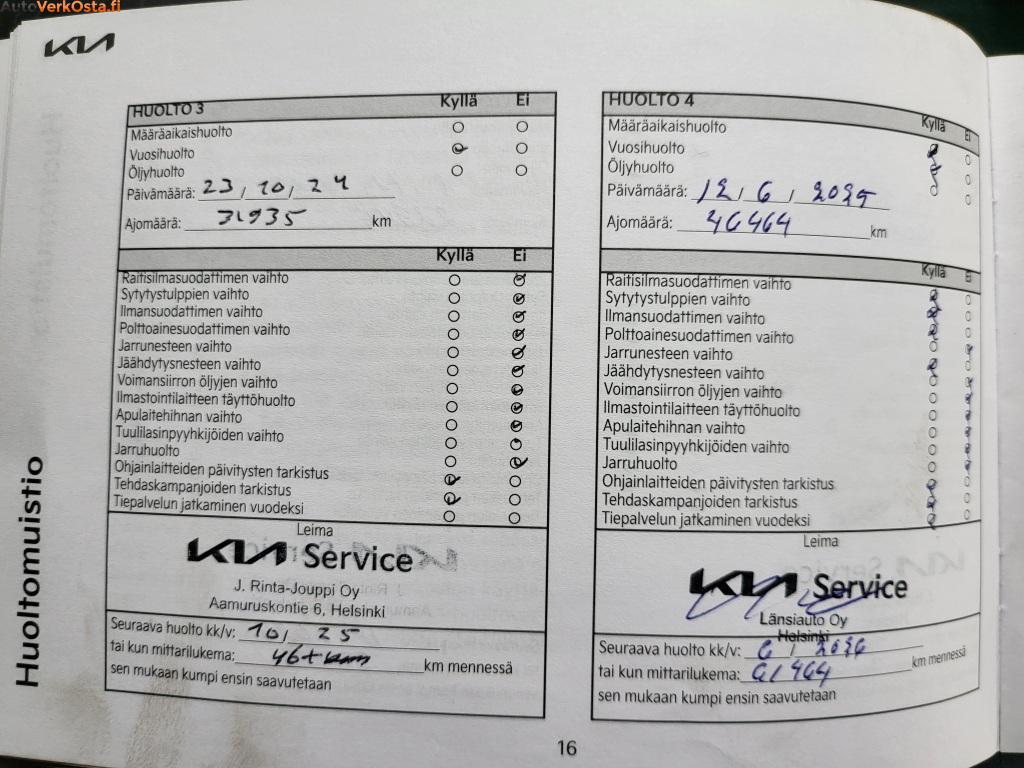 AutoVerkOsta.fi
KIA
Huoltomuistio
HUOLTO 3 Kyllä Ei
Määräaikaishuolto
Vuosihuolto
Öljyhuolto
Päivämäärä: 23/10/24
Ajomäärä: 31935 km
Kyllä Ei
Raitisilmasuodattimen vaihto
Sytytystulppien vaihto
Ilmansuodattimen vaihto
Polttoainesuodattimen vaihto
Jarrunesteen vaihto
Jäähdytysnesteen vaihto
Voimansiirron öljyjen vaihto
Ilmastointilaitteen täyttöhuolto
Apulaitehihnan vaihto
Tuulilasinpyyhkijöiden vaihto
Jarruhuolto
Ohjainlaitteiden päivitysten tarkistus
Tehdaskampanjoiden tarkistus
Tiepalvelun jatkaminen vuodeksi
Leima
KIA Service
J. Rinta-Jouppi Oy
Aamuruskontie 6, Helsinki
Seuraava huolto kk/v: 10/ 25
tai kun mittarilukema: 46t km mennessä
sen mukaan kumpi ensin saavutetaan
HUOLTO 4 Kyllä Ei
Määräaikaishuolto
Vuosihuolto
Öljyhuolto
Päivämäärä: 12/6/2025
Ajomäärä: 46464 km
Kyllä Ei
Raitisilmasuodattimen vaihto
Sytytystulppien vaihto
Ilmansuodattimen vaihto
Polttoainesuodattimen vaihto
Jarrunesteen vaihto
Jäähdytysnesteen vaihto
Voimansiirron öljyjen vaihto
Ilmastointilaitteen täyttöhuolto
Apulaitehihnan vaihto
Tuulilasinpyyhkijöiden vaihto
Jarruhuolto
Ohjainlaitteiden päivitysten tarkistus
Tehdaskampanjoiden tarkistus
Tiepalvelun jatkaminen vuodeksi
Leima
KIA Service
Länsiauto Oy
Helsinki
Seuraava huolto kk/v: 6/2026
tai kun mittarilukema: 61464 km mennessä
sen mukaan kumpi ensin saavutetaan
16